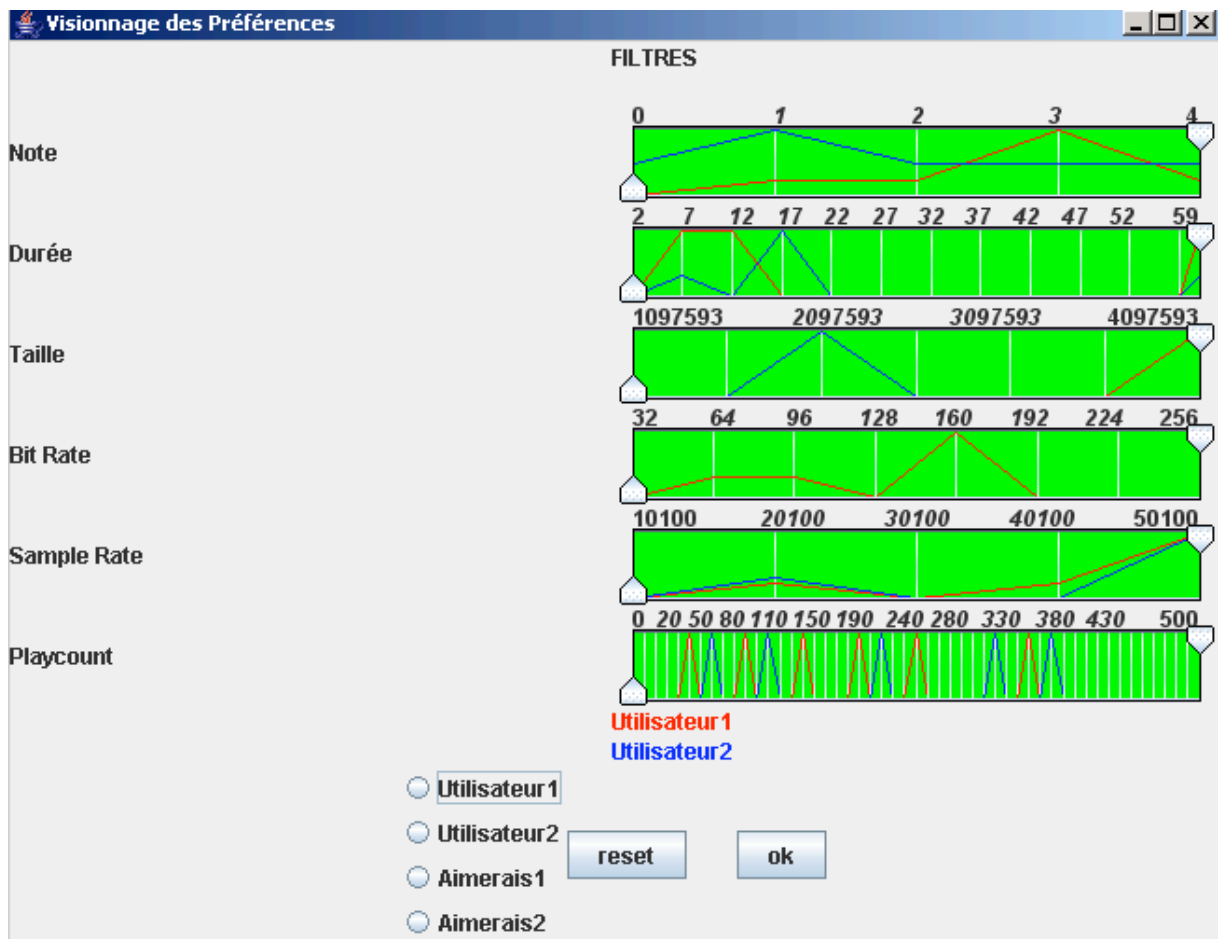 Visionnage des Préférences
FILTRES
0 1 2 3 4
Note
2 7 12 17 22 27 32 37 42 47 52 59
Durée
1097593 2097593 3097593 4097593
Taille
32 64 96 128 160 192 224 256
Bit Rate
10100 20100 30100 40100 50100
Sample Rate
0 20 50 80 110 150 190 240 280 330 380 430 500
Playcount
Utilisateur1
Utilisateur2
Utilisateur1
Utilisateur2
reset ok
Aimerais1
Aimerais2